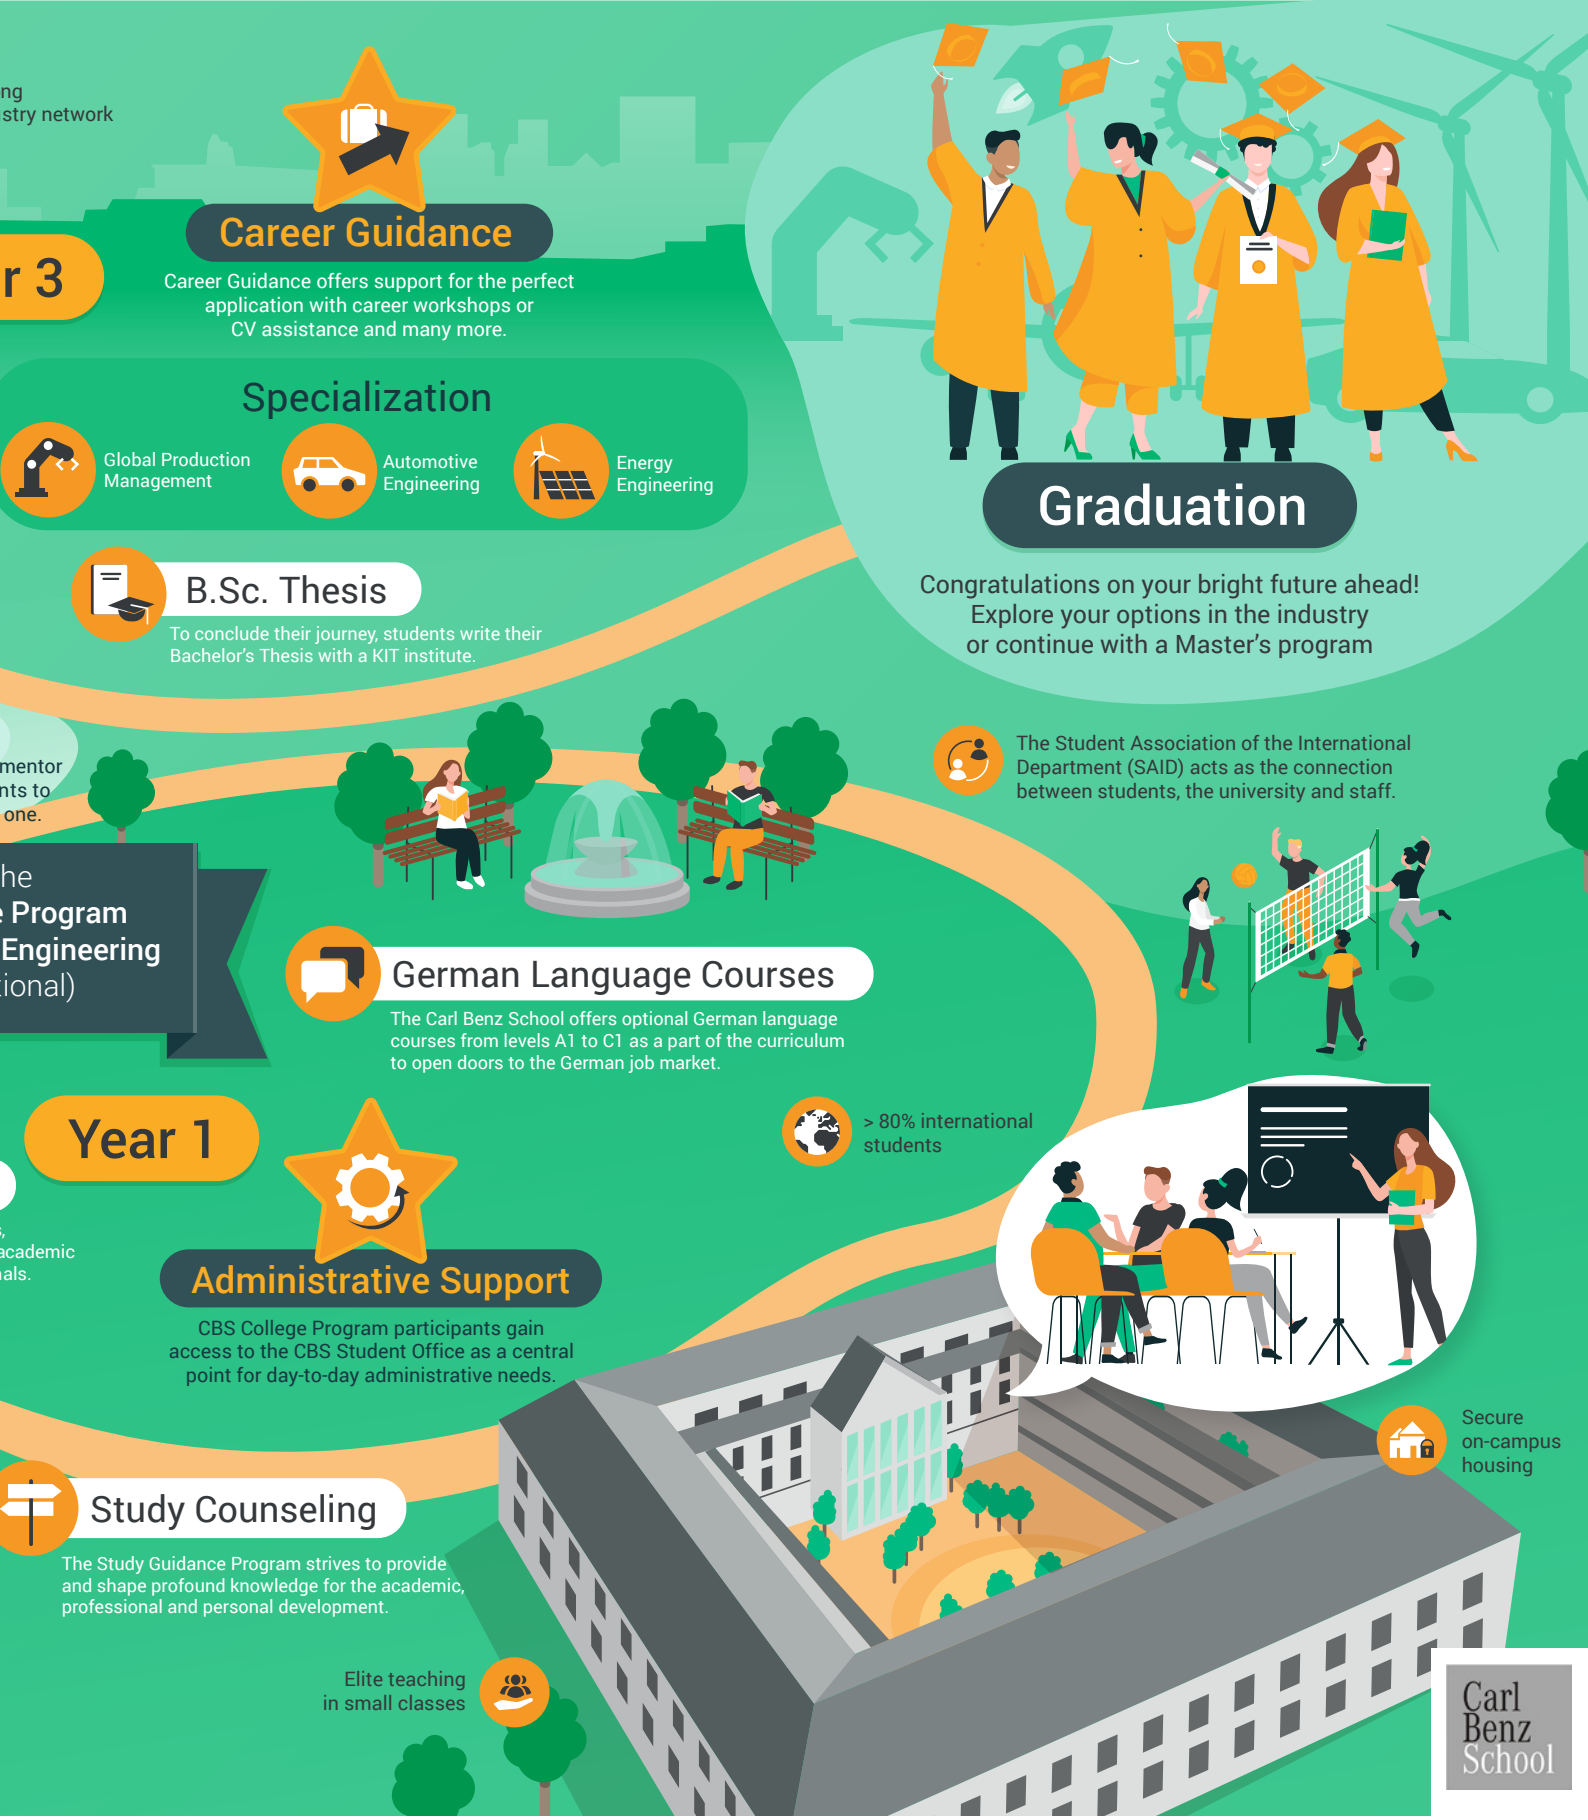 stry network
Career Guidance
Career Guidance offers support for the perfect
application with career workshops or
CV assistance and many more.
r 3
Specialization
Global Production
Management
Automotive
Engineering
Energy
Engineering
B.Sc. Thesis
To conclude their journey, students write their
Bachelor's Thesis with a KIT institute.
Graduation
Congratulations on your bright future ahead!
Explore your options in the industry
or continue with a Master's program
The Student Association of the International
Department (SAID) acts as the connection
between students, the university and staff.
mentor
nts to
one.
he
e Program
Engineering
tional)
German Language Courses
The Carl Benz School offers optional German language
courses from levels A1 to C1 as a part of the curriculum
to open doors to the German job market.
> 80% international
students
Year 1
academic
als.
Administrative Support
CBS College Program participants gain
access to the CBS Student Office as a central
point for day-to-day administrative needs.
Secure
on-campus
housing
Study Counseling
The Study Guidance Program strives to provide
and shape profound knowledge for the academic,
professional and personal development.
Elite teaching
in small classes
Carl
Benz
School